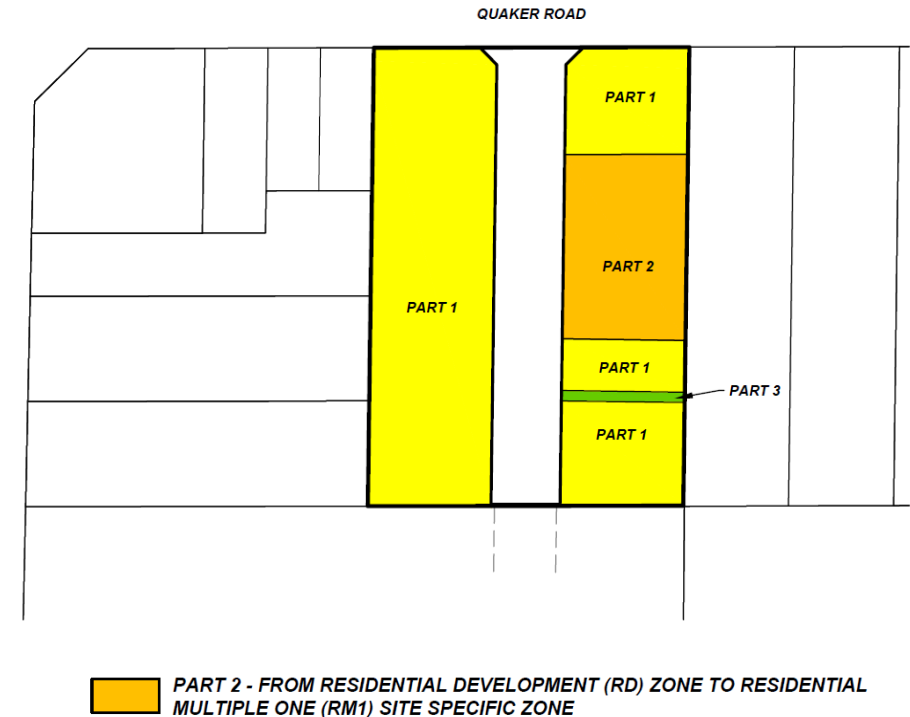 QUAKER ROAD
PART 1
PART 2
PART 1
PART 1
PART 3
PART 1
PART 2 - FROM RESIDENTIAL DEVELOPMENT (RD) ZONE TO RESIDENTIAL
MULTIPLE ONE (RM1) SITE SPECIFIC ZONE